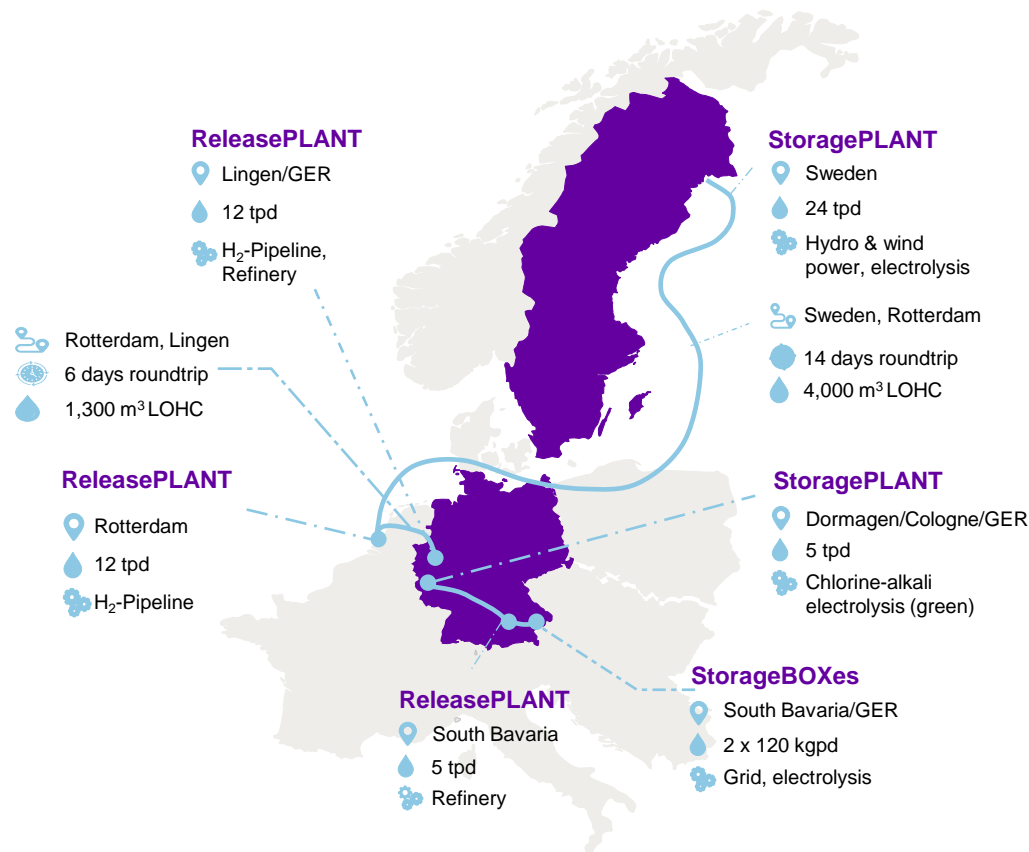 ReleasePLANT
Lingen/GER
12 tpd
H₂-Pipeline,
Refinery
StoragePLANT
Sweden
24 tpd
Hydro & wind
power, electrolysis
Rotterdam, Lingen
6 days roundtrip
1,300 m³ LOHC
Sweden, Rotterdam
14 days roundtrip
4,000 m³ LOHC
ReleasePLANT
Rotterdam
12 tpd
H₂-Pipeline
StoragePLANT
Dormagen/Cologne/GER
5 tpd
Chlorine-alkali
electrolysis (green)
ReleasePLANT
South Bavaria
5 tpd
Refinery
StorageBOXes
South Bavaria/GER
2 x 120 kgpd
Grid, electrolysis